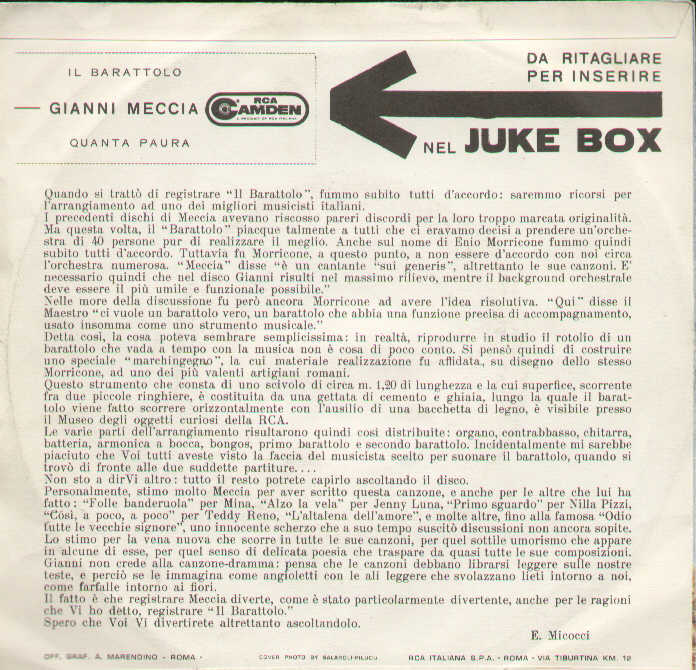 IL BARATTOLO
GIANNI MECCIA
RCA
CAMDEN
QUANTA PAURA
DA RITAGLIARE
PER INSERIRE
NEL JUKE BOX
Quando si trattò di registrare "Il Barattolo", fummo subito tutti d'accordo: saremmo ricorsi per
l'arrangiamento ad uno dei migliori musicisti italiani.
I precedenti dischi di Meccia avevano riscosso pareri discordi per la loro troppo marcata originalità.
Ma questa volta, il "Barattolo" piacque talmente a tutti che ci eravamo decisi a prendere un'orche-
stra di 40 persone pur di realizzare il meglio. Anche sul nome di Enio Morricone fummo quindi
subito tutti d'accordo. Tuttavia fu Morricone, a questo punto, a non essere d'accordo con noi circa
l'orchestra numerosa. "Meccia" disse "è un cantante "sui generis", altrettanto le sue canzoni. E'
necessario quindi che nel disco Gianni risulti nel massimo rilievo, mentre il background orchestrale
deve essere il più umile e funzionale possibile."
Nelle more della discussione fu però ancora Morricone ad avere l'idea risolutiva. "Qui" disse il
Maestro "ci vuole un barattolo vero, un barattolo che abbia una funzione precisa di accompagnamento,
usato insomma come uno strumento musicale."
Detta così, la cosa poteva sembrare semplicissima: in realtà, riprodurre in studio il rotolio di un
barattolo che vada a tempo con la musica non è cosa di poco conto. Si pensò quindi di costruire
uno speciale "marchingegno", la cui materiale realizzazione fu affidata, su disegno dello stesso
Morricone, ad uno dei più valenti artigiani romani.
Questo strumento che consta di uno scivolo di circa m. 1,20 di lunghezza e la cui superfice, scorrente
fra due piccole ringhiere, è costituita da una gettata di cemento e ghiaia, lungo la quale il barat-
tolo viene fatto scorrere orizzontalmente con l'ausilio di una bacchetta di legno, è visibile presso
il Museo degli oggetti curiosi della RCA.
Le varie parti dell'arrangiamento risultarono quindi così distribuite: organo, contrabbasso, chitarra,
batteria, armonica a bocca, bongos, primo barattolo e secondo barattolo. Incidentalmente mi sarebbe
piaciuto che Voi tutti aveste visto la faccia del musicista scelto per suonare il barattolo, quando si
trovò di fronte alle due suddette partiture....
Non sto a dirVi altro: tutto il resto potrete capirlo ascoltando il disco.
Personalmente, stimo molto Meccia per aver scritto questa canzone, e anche per le altre che lui ha
fatto: "Folle banderuola" per Mina, "Alzo la vela" per Jenny Luna, "Primo sguardo" per Nilla Pizzi,
"Così, a poco, a poco" per Teddy Reno, "L'altalena dell'amore", e molte altre, fino alla famosa "Odio
tutte le vecchie signore", uno innocente scherzo che a suo tempo suscitò discussioni non ancora sopite.
Lo stimo per la vena nuova che scorre in tutte le sue canzoni, per quel sottile umorismo che appare
in alcune di esse, per quel senso di delicata poesia che traspare da quasi tutte le sue composizioni.
Gianni non crede alla canzone-dramma: pensa che le canzoni debbano librarsi leggere sulle nostre
teste, e perciò se le immagina come angioletti con le ali leggere che svolazzano lieti intorno a noi,
come farfalle intorno ai fiori.
Il fatto è che registrare Meccia diverte, come è stato particolarmente divertente, anche per le ragioni
che Vi ho detto, registrare "Il Barattolo."
Spero che Voi Vi divertirete altrettanto ascoltandolo.
E. Micocci
OFF. GRAF. A. MARENDINO - ROMA -
COVER PHOTO BY
RCA ITALIANA S.P.A. - ROMA - VIA TIBURTINA KM. 12